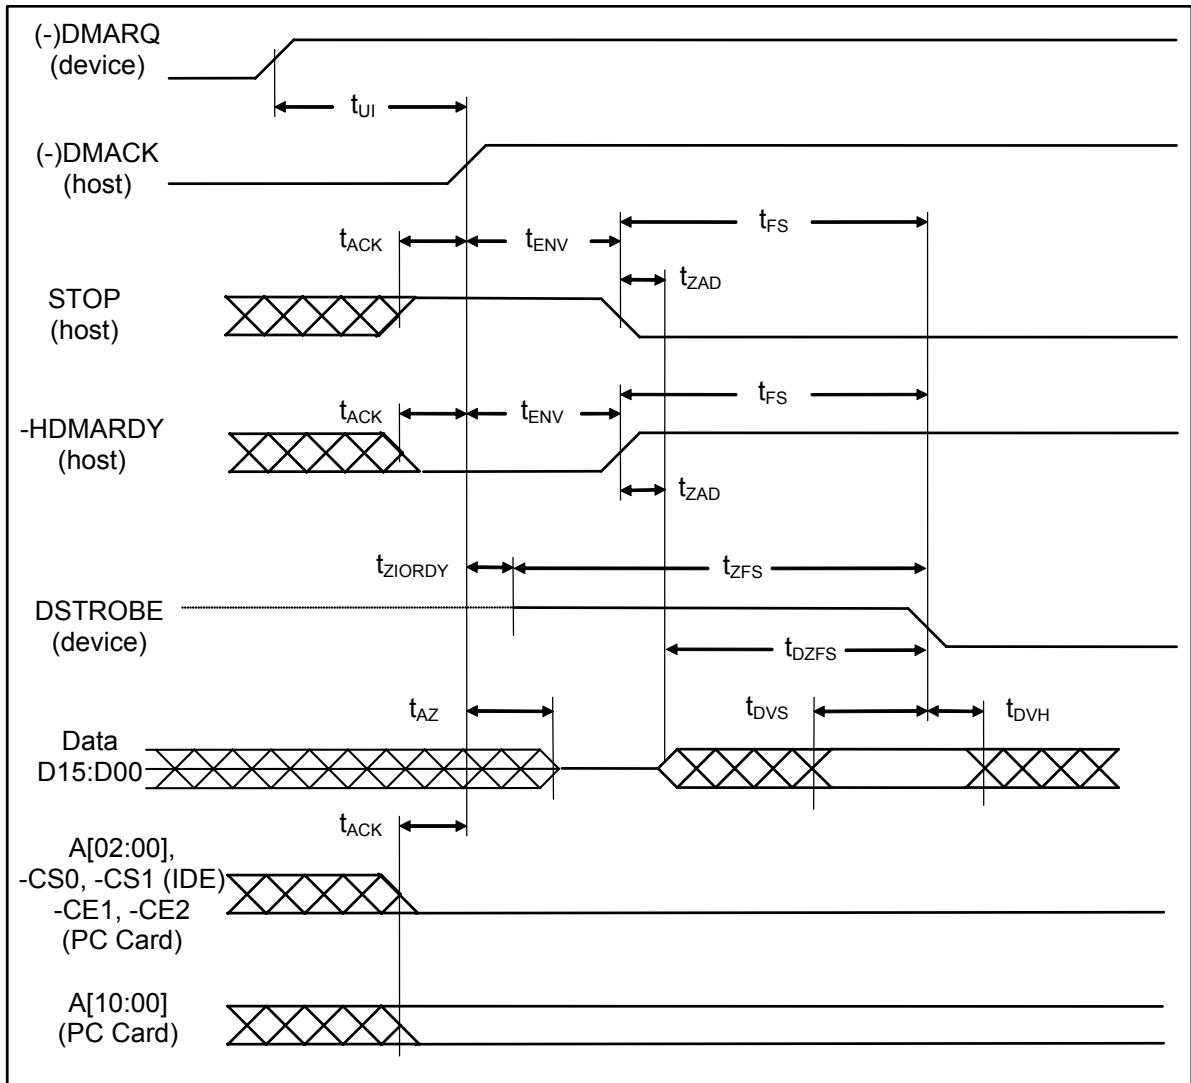 (-)DMARQ
(device)
tUI
(-)DMACK
(host)
tFS
tACK
tENV
tZAD
STOP
(host)
tFS
tACK
tENV
-HDMARDY
(host)
tZAD
tZIORDY
tZFS
DSTROBE
(device)
tDZFS
tAZ
tDVS
tDVH
Data
D15:D00
tACK
A[02:00],
-CS0, -CS1 (IDE)
-CE1, -CE2
(PC Card)
A[10:00]
(PC Card)